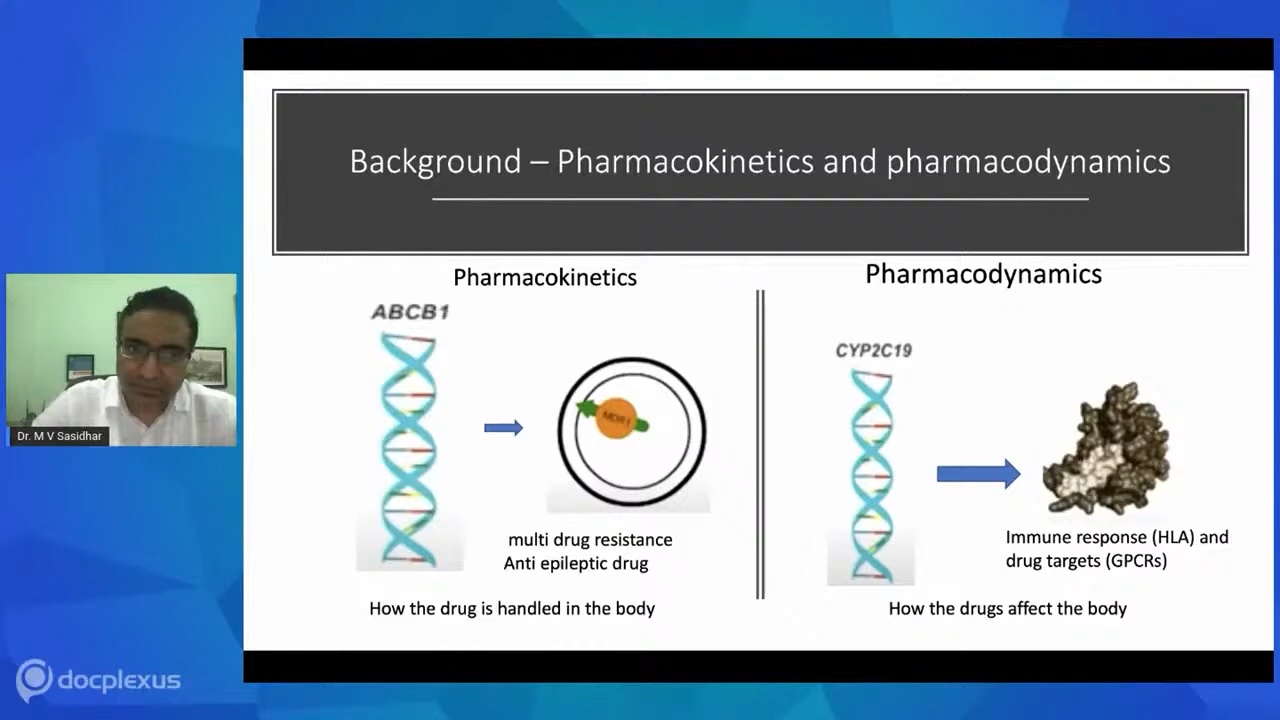 Background – Pharmacokinetics and pharmacodynamics
Pharmacokinetics
ABCB1
MDR1
multi drug resistance
Anti epileptic drug
How the drug is handled in the body
Pharmacodynamics
CYP2C19
Immune response (HLA) and
drug targets (GPCRs)
How the drugs affect the body
Dr. M V Sasidhar
docplexus